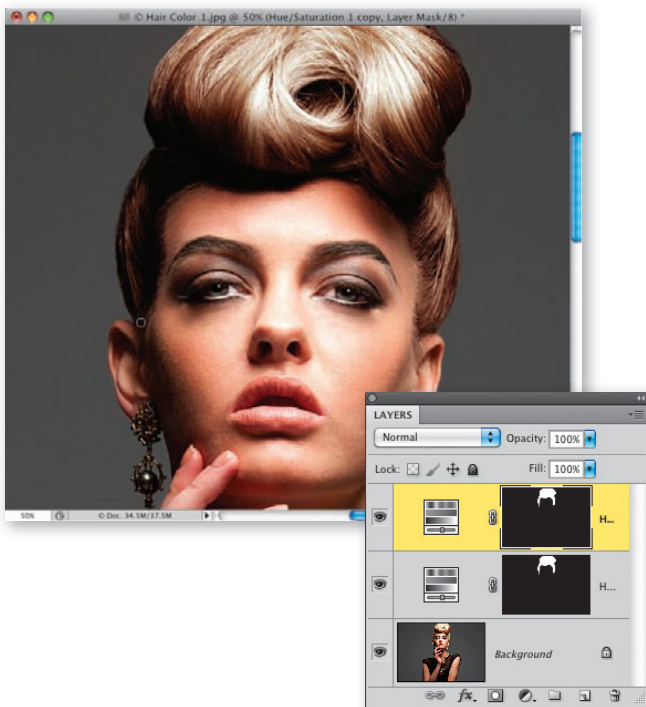 © Hair Color 1.jpg @ 50% (Hue/Saturation 1 copy, Layer Mask/8) *
50%
© Doc: 34.5M/37.5M
LAYERS
Normal
Opacity: 100%
Lock:
Fill: 100%
H...
H...
Background
fx.